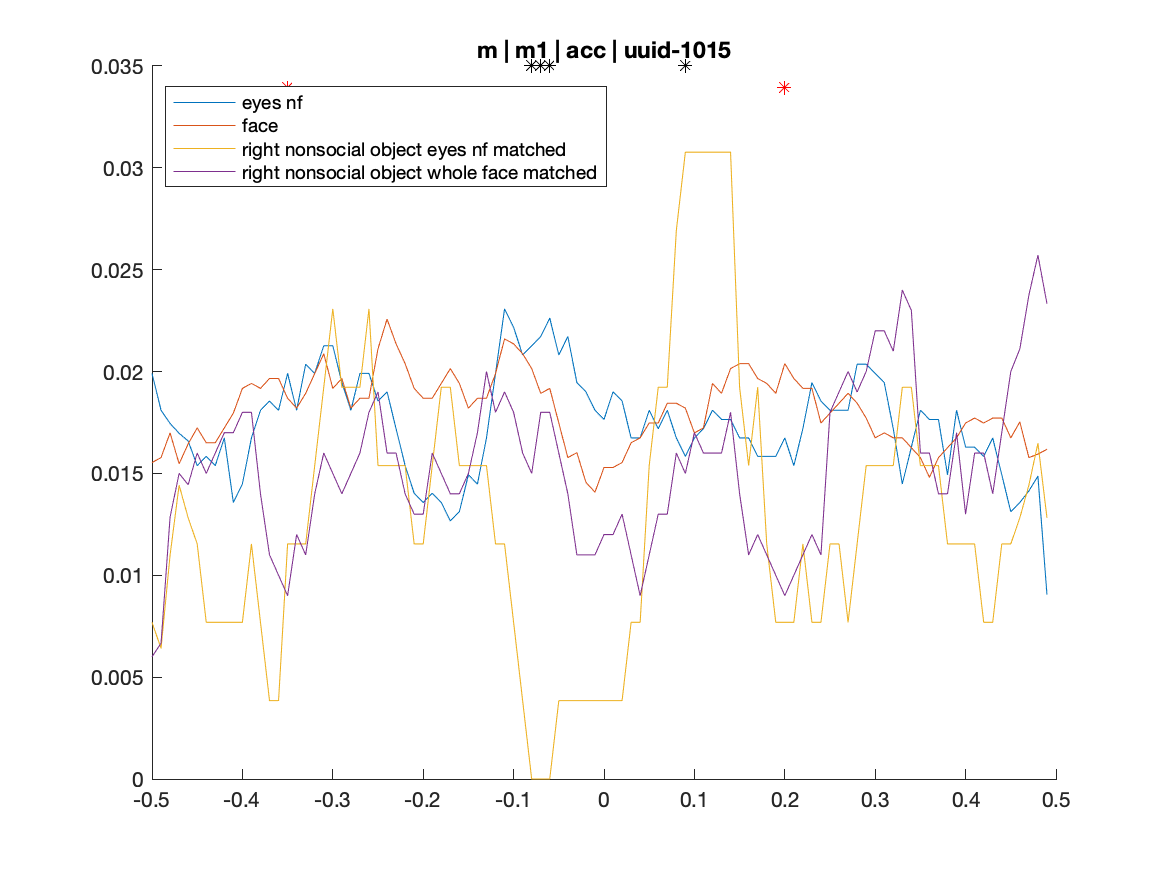 m | m1 | acc | uuid-1015
0.035
eyes nf
face
right nonsocial object eyes nf matched
right nonsocial object whole face matched
0.03
0.025
0.02
0.015
0.01
0.005
0
-0.5 -0.4 -0.3 -0.2 -0.1 0 0.1 0.2 0.3 0.4 0.5